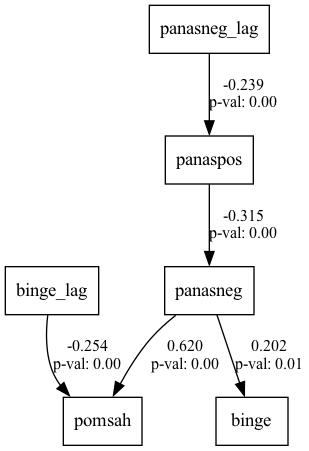 panasneg_lag
-0.239
p-val: 0.00
panaspos
-0.315
p-val: 0.00
binge_lag
panasneg
-0.254
p-val: 0.00
0.620
p-val: 0.00
0.202
p-val: 0.01
pomsah
binge